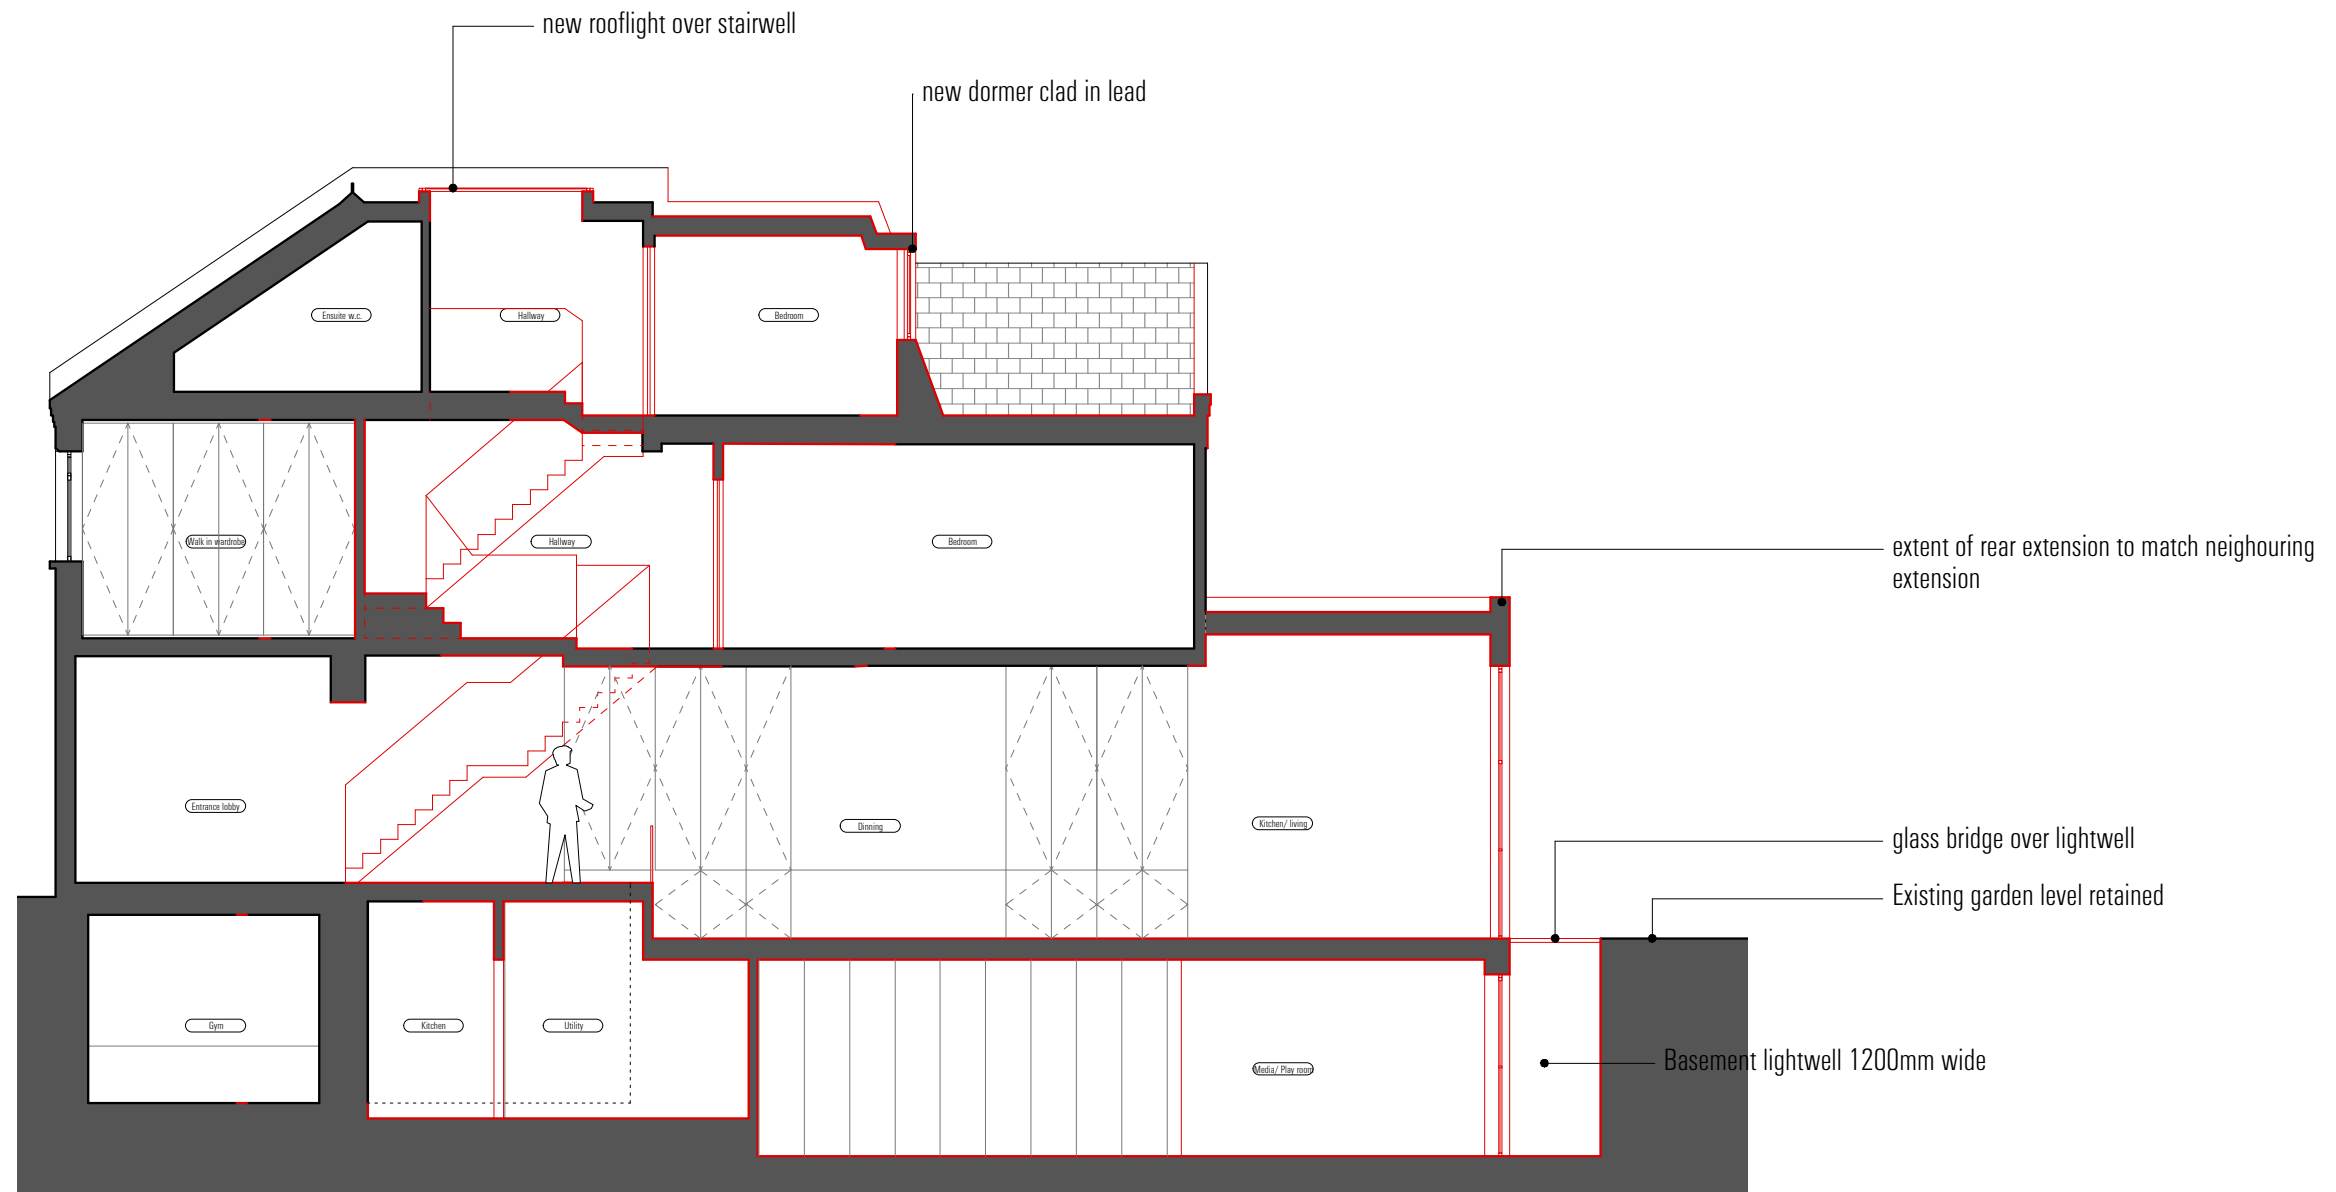 new rooflight over stairwell
new dormer clad in lead
Ensuite w.c.
Hallway
Bedroom
Walk in wardrobe
Hallway
Bedroom
extent of rear extension to match neighouring
extension
Entrance lobby
Dinning
Kitchen/ living
glass bridge over lightwell
Existing garden level retained
Gym
Kitchen
Utility
Media/ Play room
Basement lightwell 1200mm wide